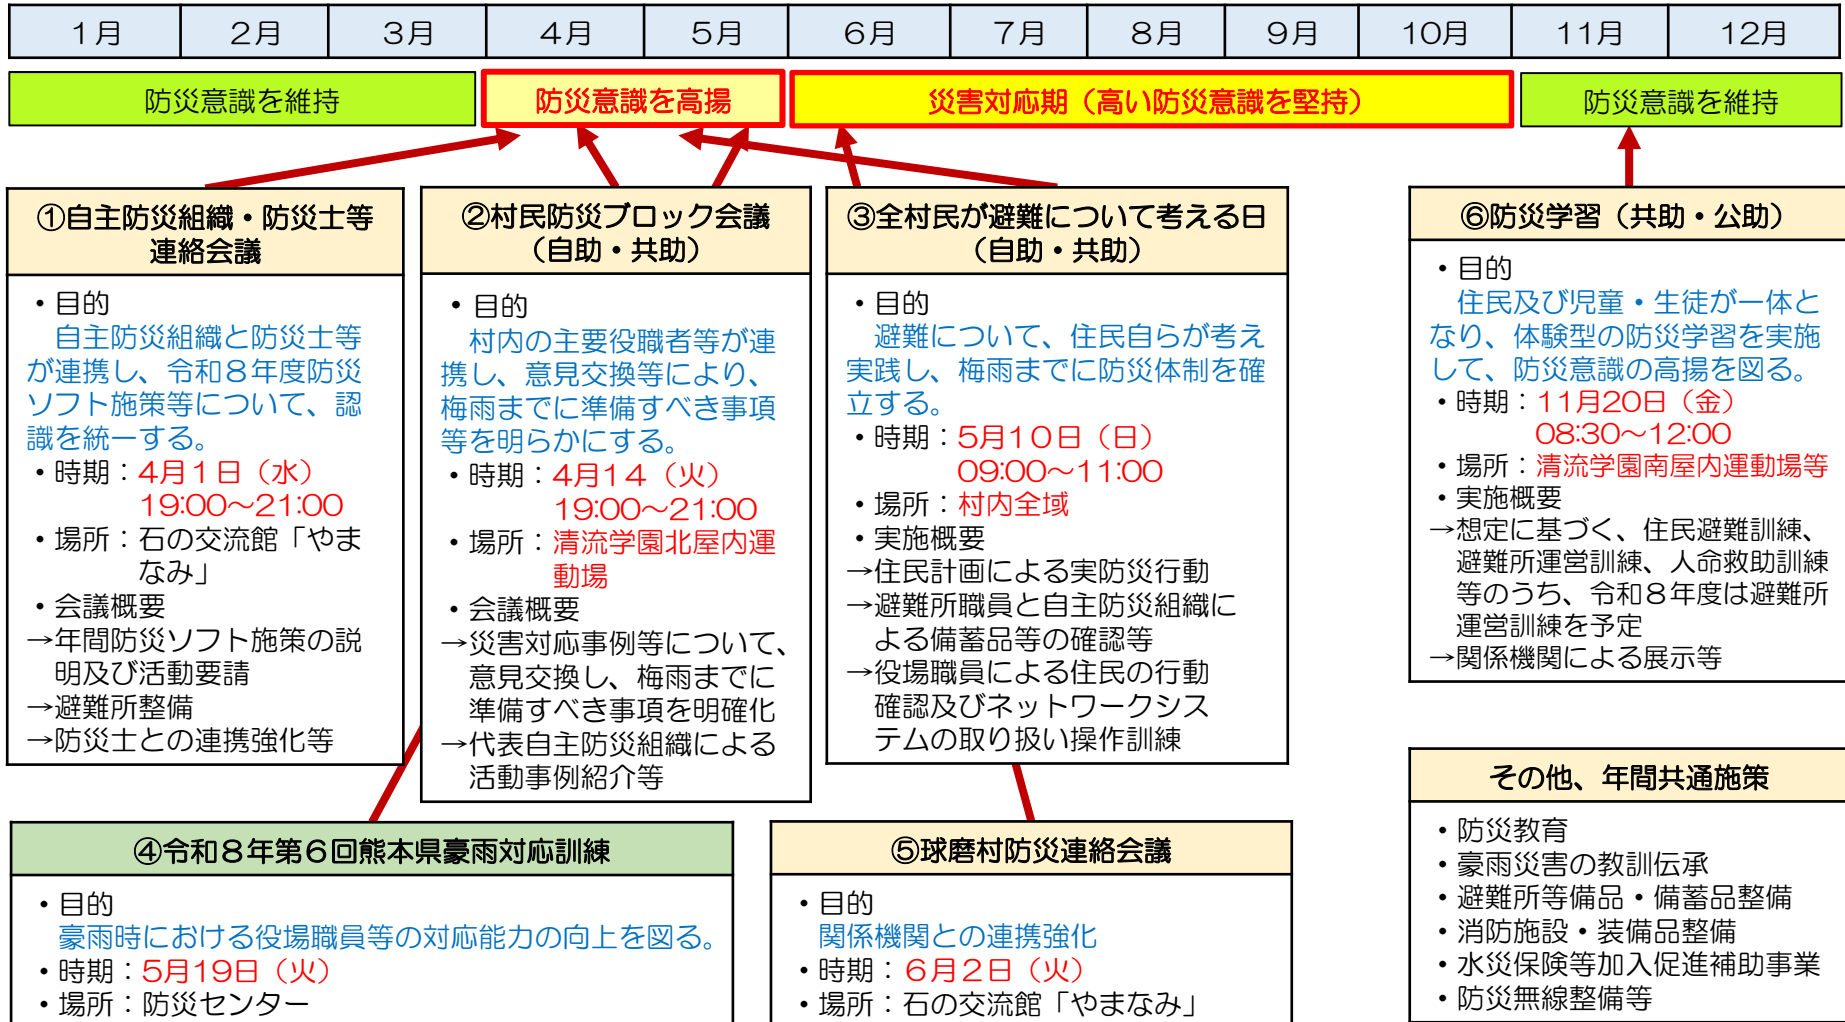 1月 2月 3月 4月 5月 6月 7月 8月 9月 10月 11月 12月
防災意識を維持 防災意識を高揚 災害対応期（高い防災意識を堅持） 防災意識を維持
①自主防災組織・防災士等
連絡会議
・目的
自主防災組織と防災士等
が連携し、令和８年度防災
ソフト施策等について、認
識を統一する。
・時期：4月１日（水）
19:00～21:00
・場所：石の交流館「やま
なみ」
・会議概要
→年間防災ソフト施策の説
明及び活動要請
→避難所整備
→防災士との連携強化等
②村民防災ブロック会議
（自助・共助）
・目的
村内の主要役職者等が連
携し、意見交換等により、
梅雨までに準備すべき事項
等を明らかにする。
・時期：4月1４（火）
19:00～21:00
・場所：清流学園北屋内運
動場
・会議概要
→災害対応事例等について、
意見交換し、梅雨までに
準備すべき事項を明確化
→代表自主防災組織による
活動事例紹介等
③全村民が避難について考える日
（自助・共助）
・目的
避難について、住民自らが考え
実践し、梅雨までに防災体制を確
立する。
・時期：5月１０日（日）
09:00～11:00
・場所：村内全域
・実施概要
→住民計画による実防災行動
→避難所職員と自主防災組織に
よる備蓄品等の確認等
→役場職員による住民の行動
確認及びネットワークシス
テムの取り扱い操作訓練
⑥防災学習（共助・公助）
・目的
住民及び児童・生徒が一体と
なり、体験型の防災学習を実施
して、防災意識の高揚を図る。
・時期：11月20日（金）
08:30～12:00
・場所：清流学園南屋内運動場等
・実施概要
→想定に基づく、住民避難訓練、
避難所運営訓練、人命救助訓練
等のうち、令和８年度は避難所
運営訓練を予定
→関係機関による展示等
④令和８年第６回熊本県豪雨対応訓練
・目的
豪雨時における役場職員等の対応能力の向上を図る。
・時期：5月19日（火）
・場所：防災センター
⑤球磨村防災連絡会議
・目的
関係機関との連携強化
・時期：６月２日（火）
・場所：石の交流館「やまなみ」
その他、年間共通施策
・防災教育
・豪雨災害の教訓伝承
・避難所等備品・備蓄品整備
・消防施設・装備品整備
・水災保険等加入促進補助事業
・防災無線整備等